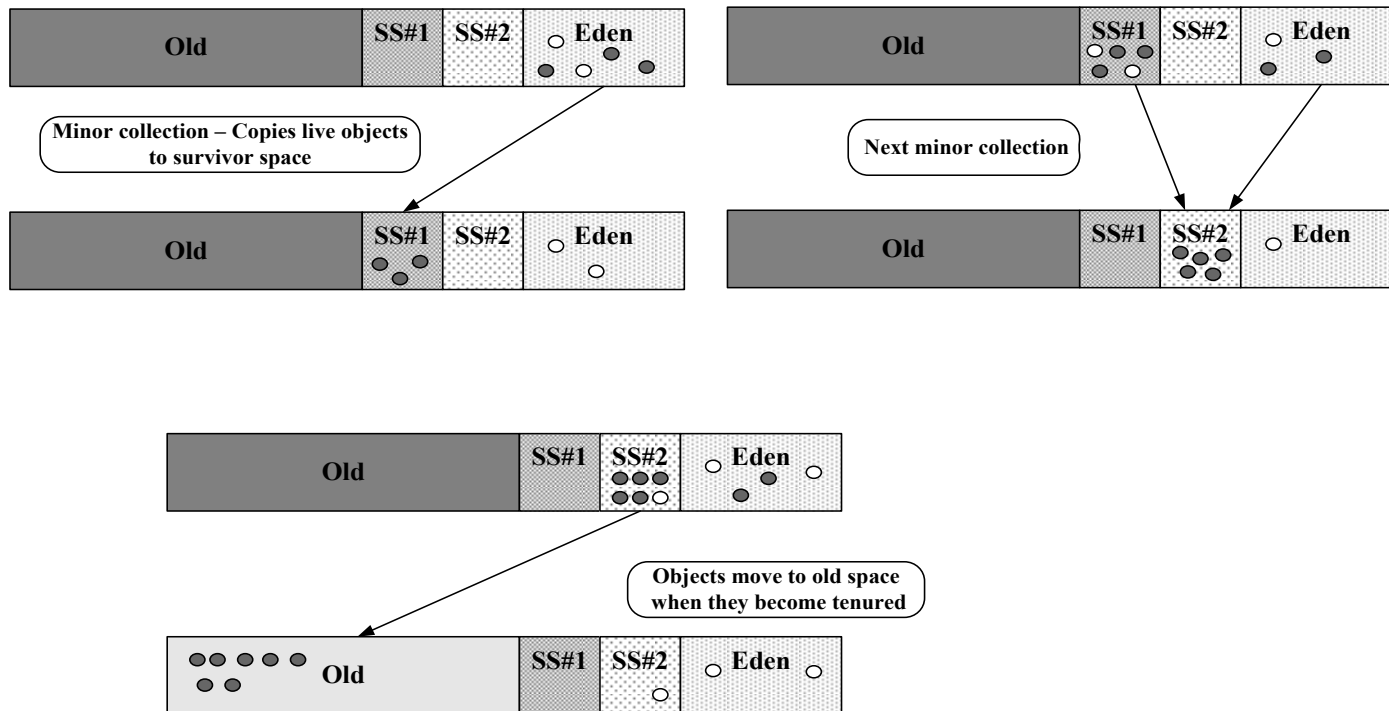 Old SS#1 SS#2 Eden
Minor collection – Copies live objects
to survivor space
Old SS#1 SS#2 Eden
Old SS#1 SS#2 Eden
Next minor collection
Old SS#1 SS#2 Eden
Old SS#1 SS#2 Eden
Objects move to old space
when they become tenured
Old SS#1 SS#2 Eden